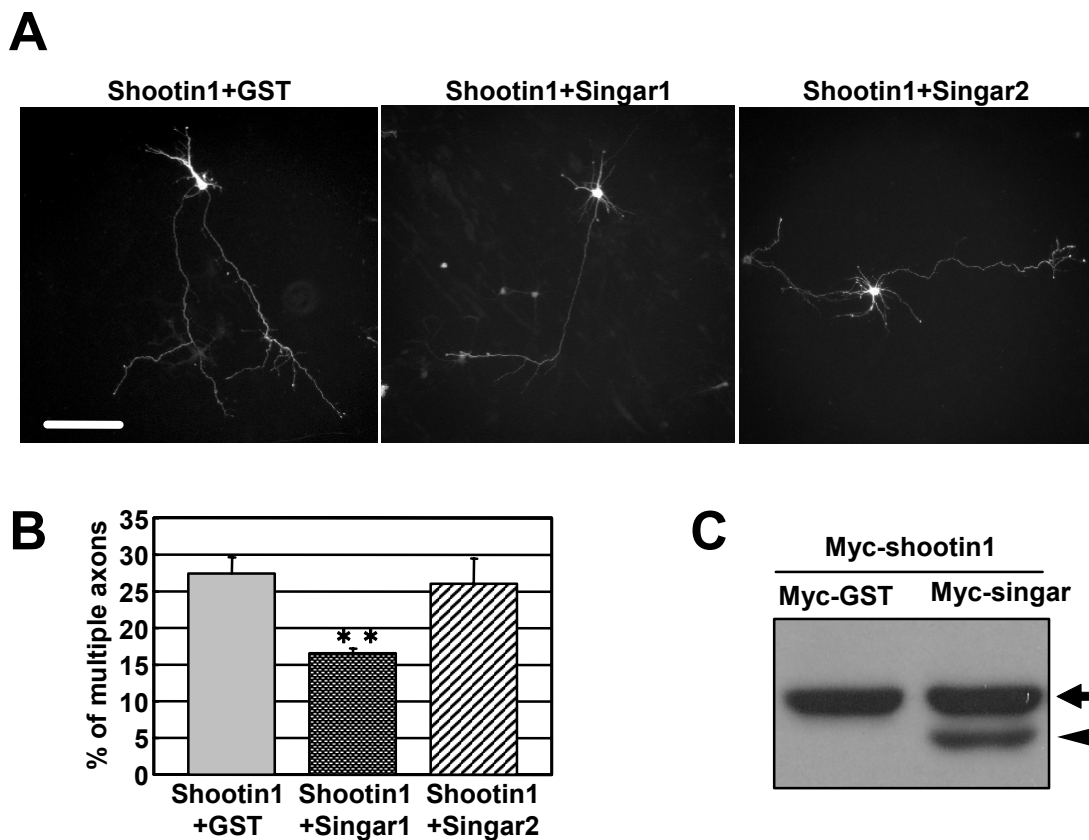 A
Shootin1+GST
Shootin1+Singar1
Shootin1+Singar2
B
% of multiple axons
35
30
25
20
15
10
5
0
* *
Shootin1
+GST
Shootin1
+Singar1
Shootin1
+Singar2
C
Myc-shootin1
Myc-GST
Myc-singar